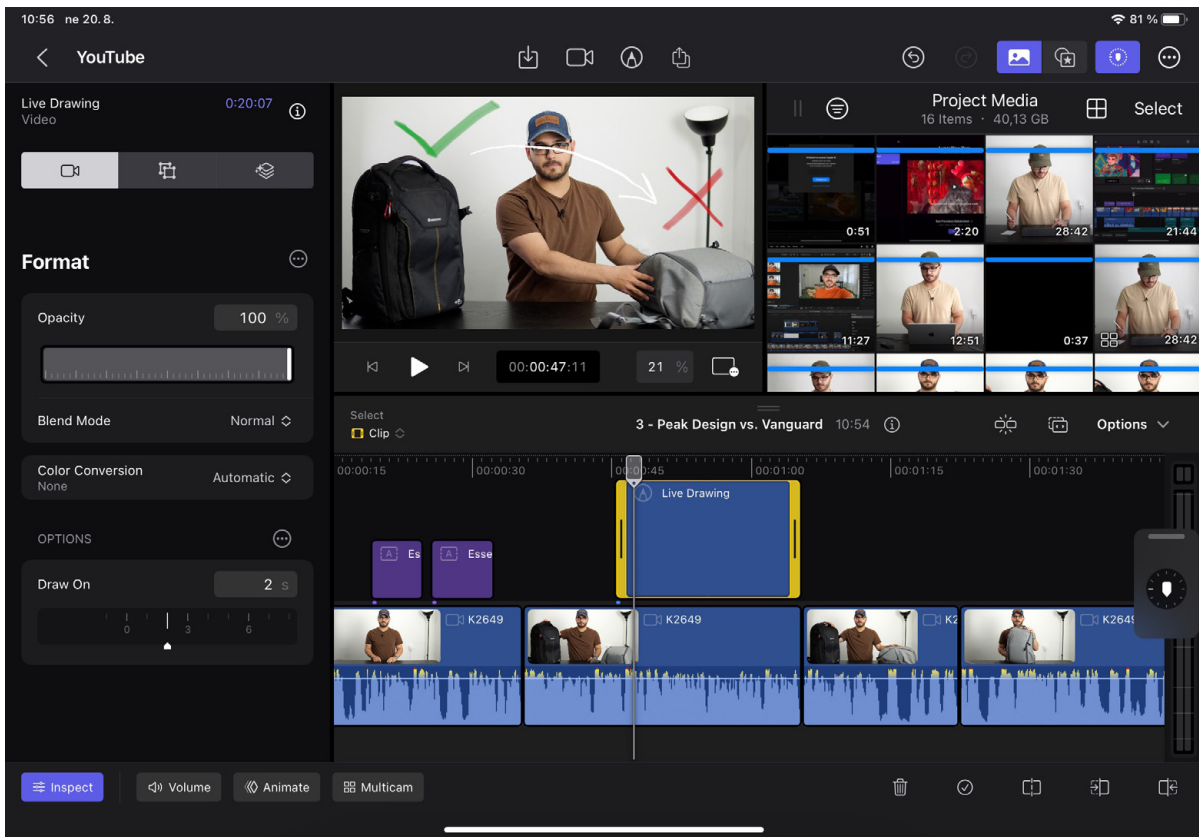 10:56 ne 20. 8.
81 %
YouTube
Live Drawing
0:20:07
Video
Project Media
16 Items · 40,13 GB
Select
0:51
2:20
28:42
21:44
Format
Opacity
100 %
11:27
12:51
0:37
28:42
00:00:47:11
21 %
Blend Mode
Normal
Select
Clip
3 - Peak Design vs. Vanguard 10:54
Options
Color Conversion
None
Automatic
00:00:15
00:00:30
00:00:45
00:01:00
00:01:15
00:01:30
Live Drawing
OPTIONS
A Es
A Esse
Draw On
2 s
0
3
6
K2649
K2649
K2
K2649
Inspect
Volume
Animate
Multicam